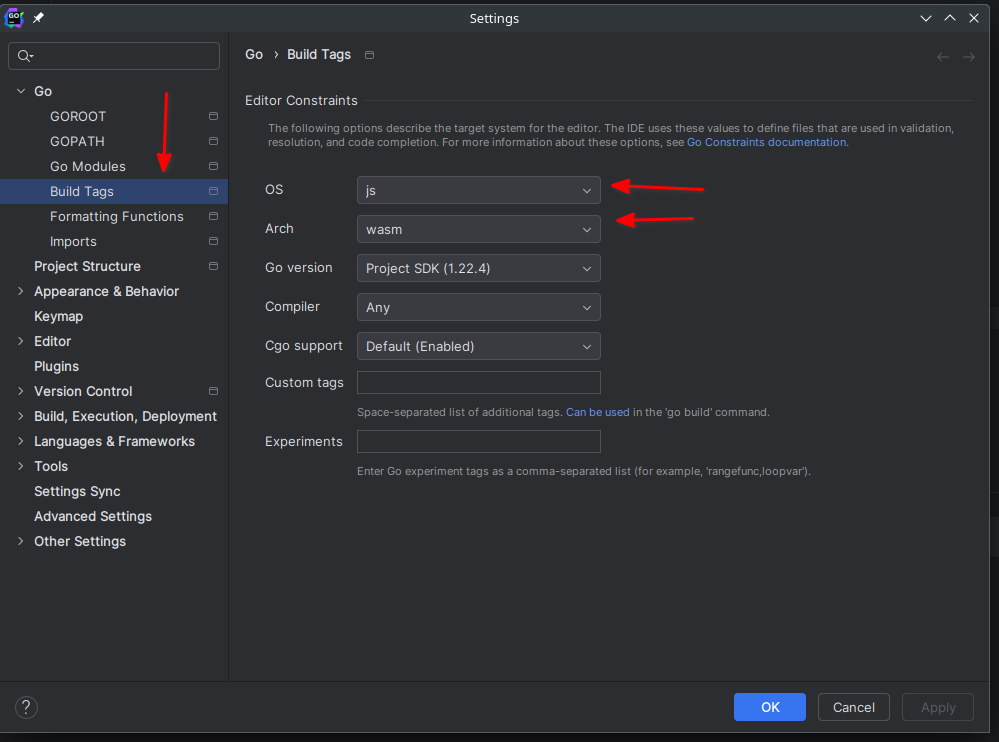 GO
Settings
Go › Build Tags
Go
GOROOT
GOPATH
Go Modules
Build Tags
Formatting Functions
Imports
Project Structure
Appearance & Behavior
Keymap
Editor
Plugins
Version Control
Build, Execution, Deployment
Languages & Frameworks
Tools
Settings Sync
Advanced Settings
Other Settings
Editor Constraints
The following options describe the target system for the editor. The IDE uses these values to define files that are used in validation,
resolution, and code completion. For more information about these options, see Go Constraints documentation.
OS js
Arch wasm
Go version Project SDK (1.22.4)
Compiler Any
Cgo support Default (Enabled)
Custom tags
Space-separated list of additional tags. Can be used in the 'go build' command.
Experiments
Enter Go experiment tags as a comma-separated list (for example, 'rangefunc,loopvar').
?
OK Cancel Apply